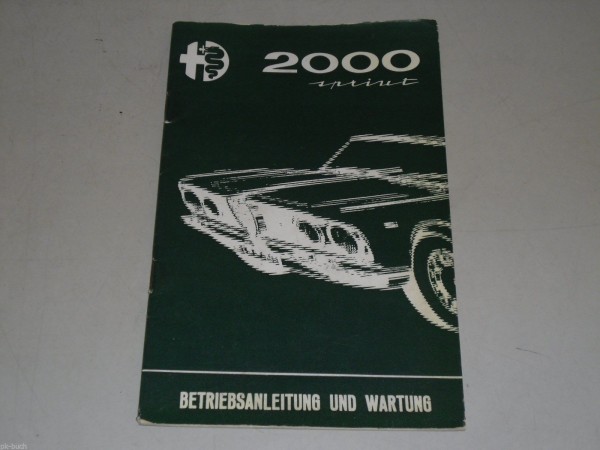 2000
sprint
BETRIEBSANLEITUNG UND WARTUNG